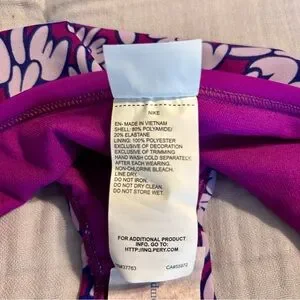 NIKE
EN- MADE IN VIETNAM
SHELL: 80% POLYAMIDE/
20% ELASTANE
LINING: 100% POLYESTER
EXCLUSIVE OF DECORATION
EXCLUSIVE OF TRIMMING
HAND WASH COLD SEPARATELY
AFTER EACH WEARING.
NON-CHLORINE BLEACH.
LINE DRY.
DO NOT IRON.
DO NOT DRY CLEAN.
DO NOT STORE WET.
FOR ADDITIONAL PRODUCT
INFO, GO TO:
HTTP://INQ.PERY.COM